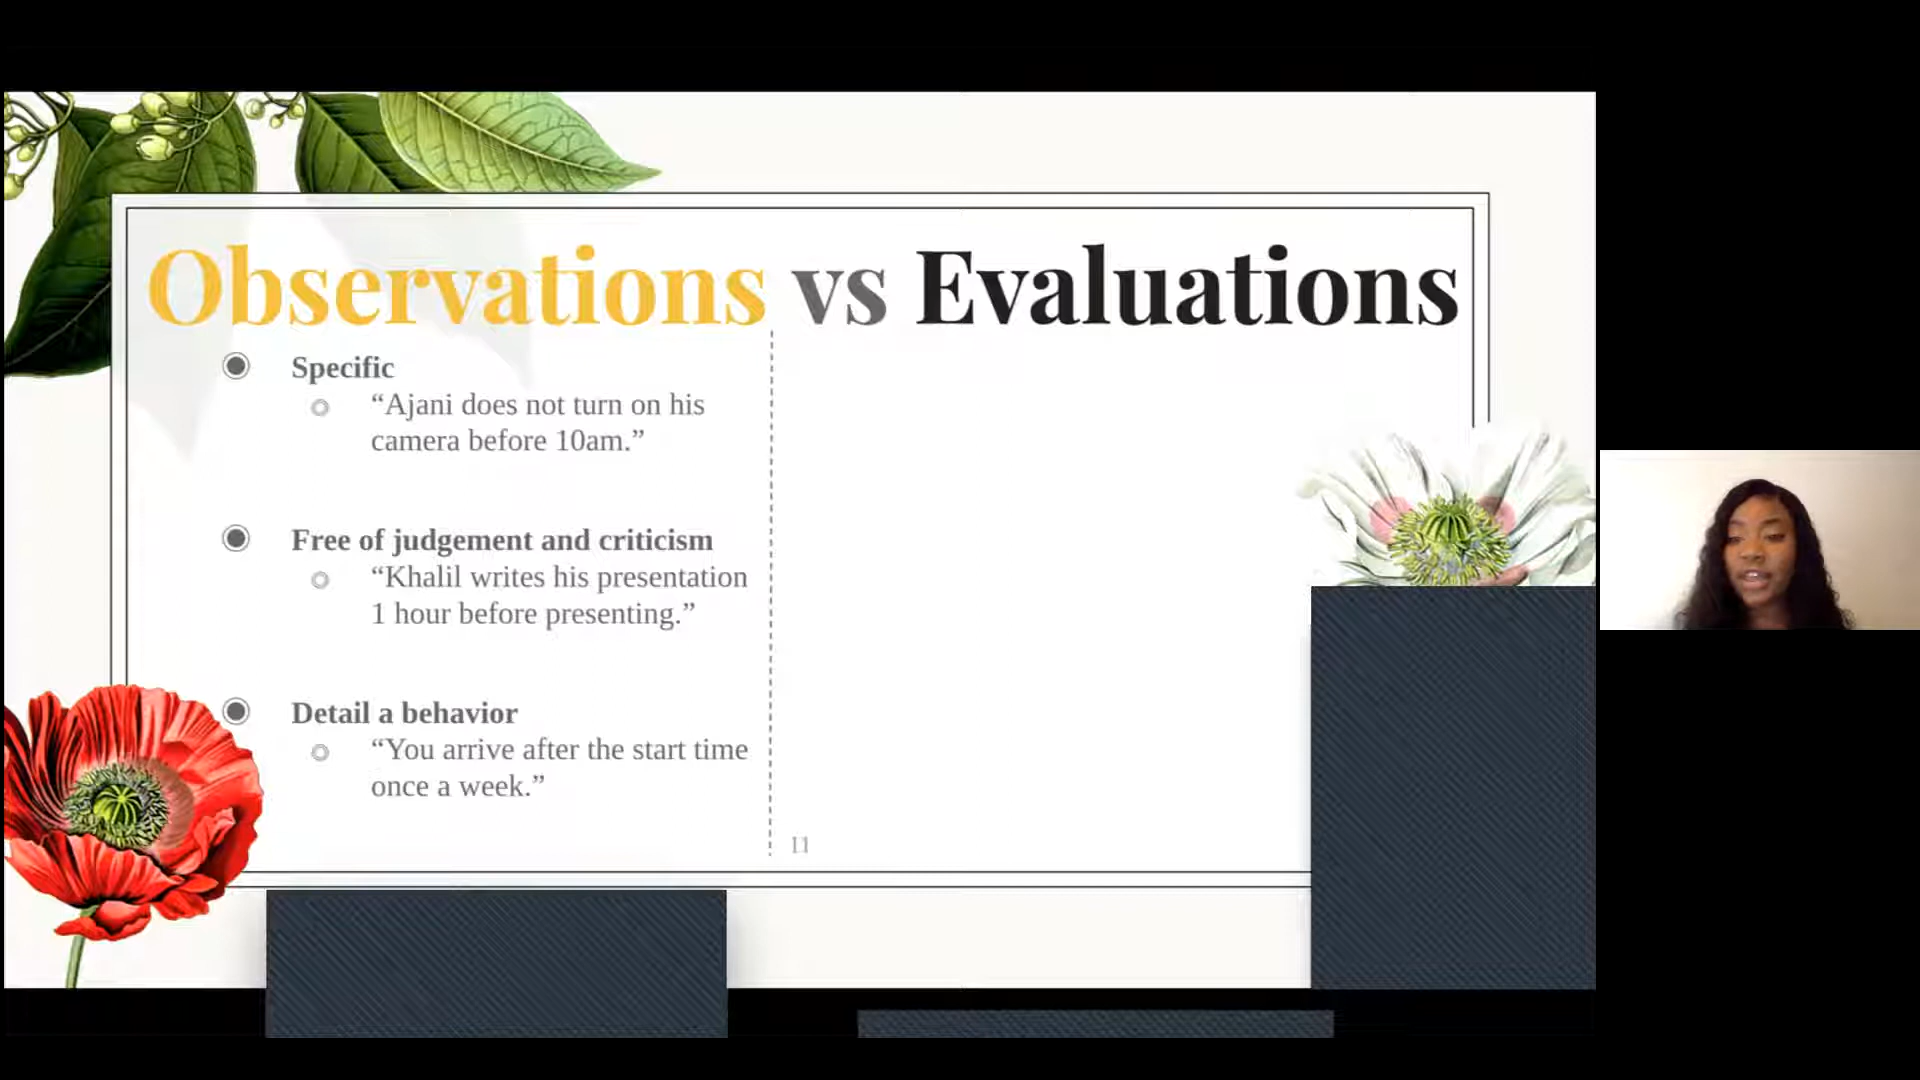 Observations vs Evaluations
Specific
“Ajani does not turn on his
camera before 10am.”
Free of judgement and criticism
“Khalil writes his presentation
1 hour before presenting.”
Detail a behavior
“You arrive after the start time
once a week.”
11